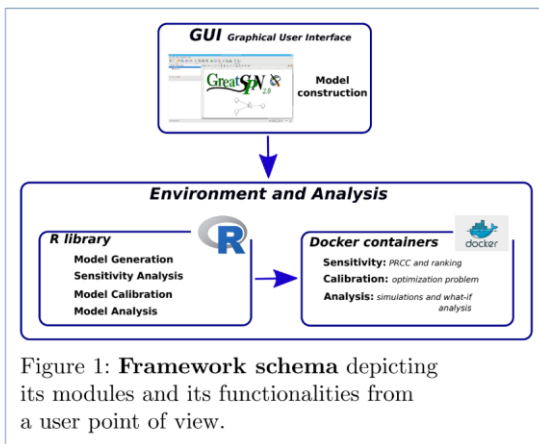 GUI Graphical User Interface
GreatSPN 2.0
Model
construction
Environment and Analysis
R library
R
Model Generation
Sensitivity Analysis
Model Calibration
Model Analysis
Docker containers
docker
Sensitivity: PRCC and ranking
Calibration: optimization problem
Analysis: simulations and what-if
analysis
Figure 1: Framework schema depicting
its modules and its functionalities from
a user point of view.